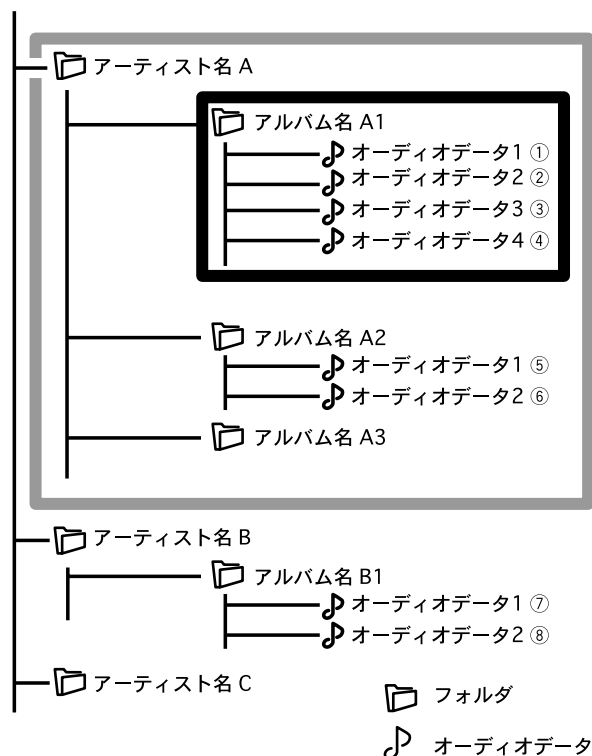 アーティスト名 A
アルバム名 A1
オーディオデータ1 ①
オーディオデータ2 ②
オーディオデータ3 ③
オーディオデータ4 ④
アルバム名 A2
オーディオデータ1 ⑤
オーディオデータ2 ⑥
アルバム名 A3
アーティスト名 B
アルバム名 B1
オーディオデータ1 ⑦
オーディオデータ2 ⑧
アーティスト名 C
フォルダ
オーディオデータ